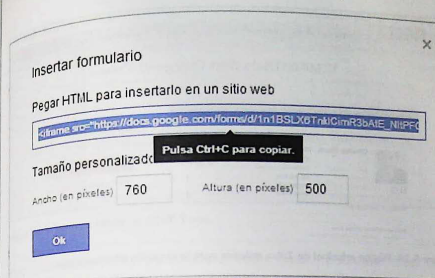 Insertar formulario
Pegar HTML para insertarlo en un sitio web
<iframe src="https://docs.google.com/forms/d/
Pulsa Ctrl+C para copiar.
Tamaño personalizado
Ancho (en píxeles) 760 Altura (en píxeles) 500
Ok